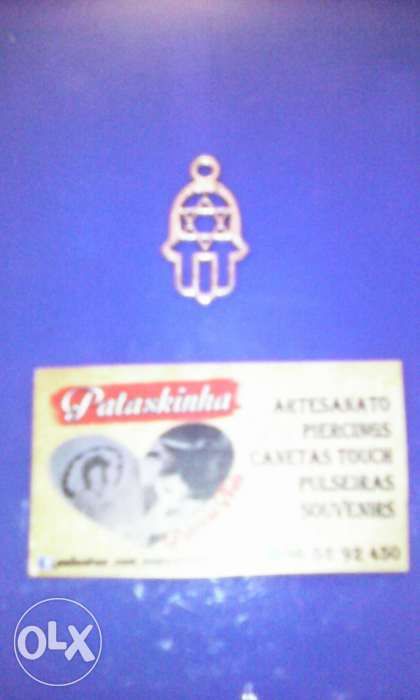 Pataskinha
ARTESANATO
PIERCINGS
CANETAS TOUCH
PULSEIRAS
SOUVENIRS
92 450
OLX